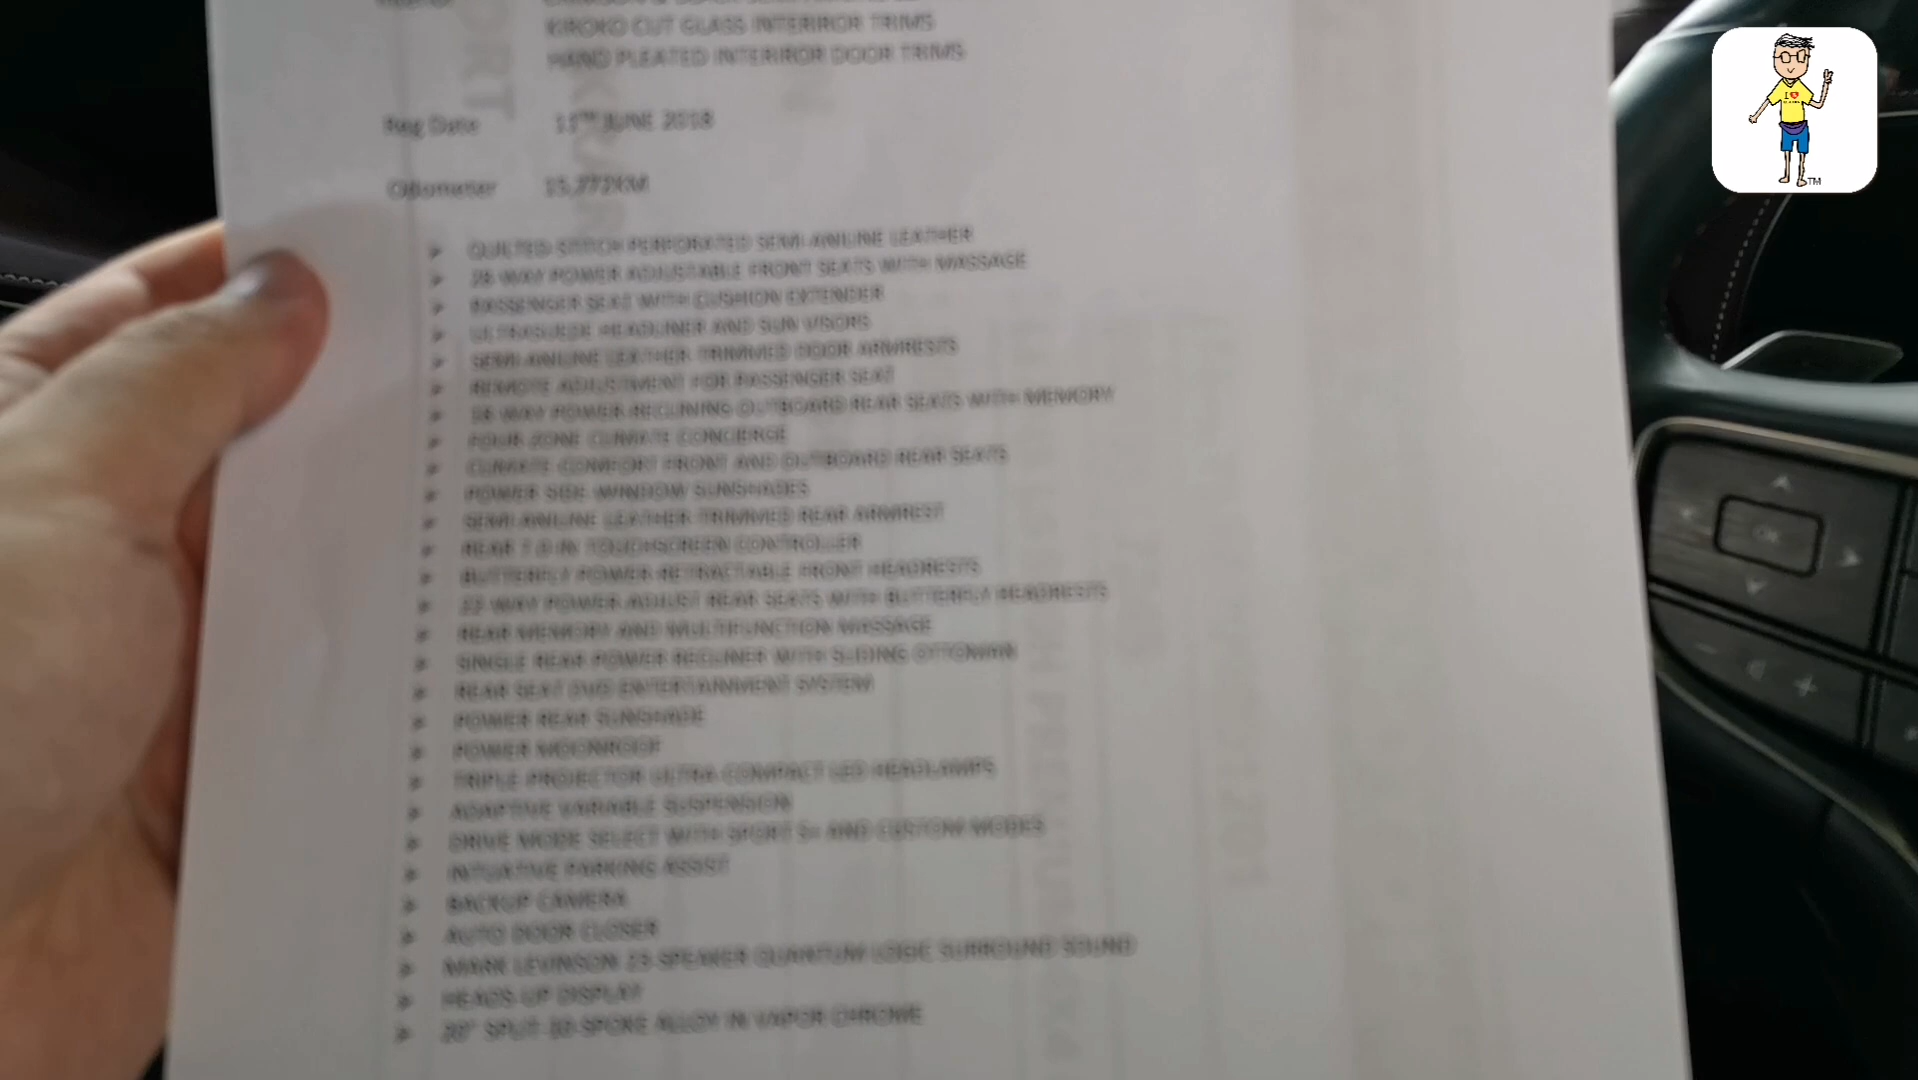 KIROKO CUT GLASS INTERIROR TRIMS
HAND PLEATED INTERIROR DOOR TRIMS
Reg Date 11TH JUNE 2018
Odometer
QUILTED STITCH PERFORATED SEMI-ANILINE LEATHER
28 WAY POWER ADJUSTABLE FRONT SEATS WITH MASSAGE
PASSENGER SEAT WITH CUSHION EXTENDER
ULTRASUEDE HEADLINER AND SUN VISORS
SEMI-ANILINE LEATHER TRIMMED DOOR ARMRESTS
REMOTE ADJUSTMENT FOR PASSENGER SEAT
WAY POWER RECLINING OUTBOARD REAR SEATS WITH MEMORY
FOUR ZONE CLIMATE CONCIERGE
CLIMATE COMFORT FRONT AND OUTBOARD REAR SEATS
POWER SIDE WINDOW SUNSHADES
SEMI-ANILINE LEATHER TRIMMED REAR ARMREST
REAR 7.0 IN TOUCHSCREEN CONTROLLER
BUTTERFLY POWER RETRACTABLE FRONT HEADRESTS
22 WAY POWER ADJUST REAR SEATS WITH BUTTERFLY HEADRESTS
REAR MEMORY AND MULTIFUNCTION MASSAGE
SINGLE REAR POWER RECLINER WITH SLIDING OTTOMAN
REAR SEAT DVD ENTERTAINMENT SYSTEM
POWER REAR SUNSHADE
POWER MOONROOF
TRIPLE PROJECTOR ULTRA COMPACT LED HEADLAMPS
ADAPTIVE VARIABLE SUSPENSION
DRIVE MODE SELECT WITH SPORT S+ AND CUSTOM MODES
INTUATIVE PARKING ASSIST
BACKUP CAMERA
AUTO DOOR CLOSER
MARK LEVINSON 23 SPEAKER QUANTUM LOGIC SURROUND SOUND
HEADS-UP DISPLAY
20" SPLIT-10-SPOKE ALLOY IN VAPOR CHROME
OK
TM